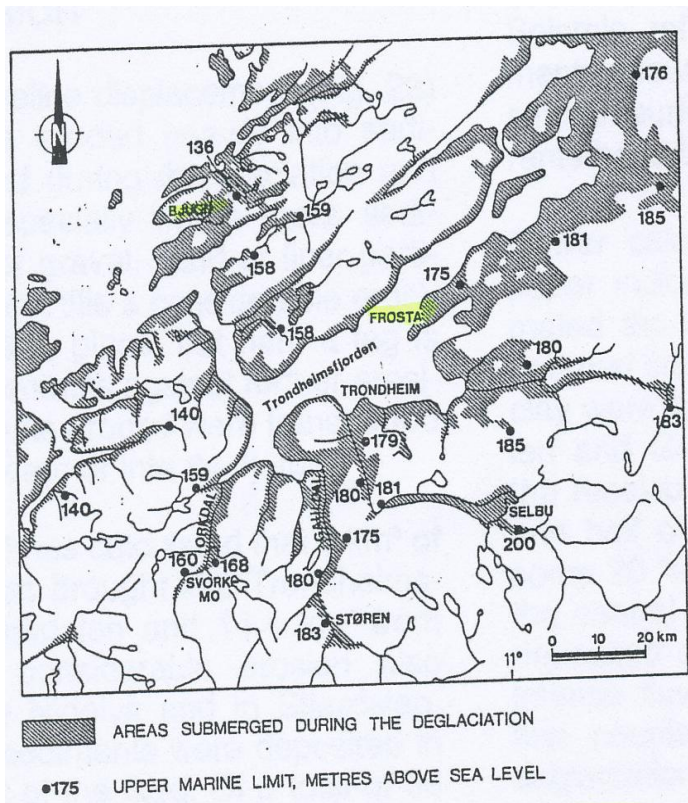 N
176
136
BJUGN
159
185
158
181
175
FROSTA
158
Trondheimsfjorden
180
TRONDHEIM
140
183
185
179
159
180
181
140
ORKDAL
GAULDAL
SELBU
200
175
160
168
SVORK-
MO
180
STØREN
183
0 10 20 km
11°
AREAS SUBMERGED DURING THE DEGLACIATION
•175 UPPER MARINE LIMIT, METRES ABOVE SEA LEVEL